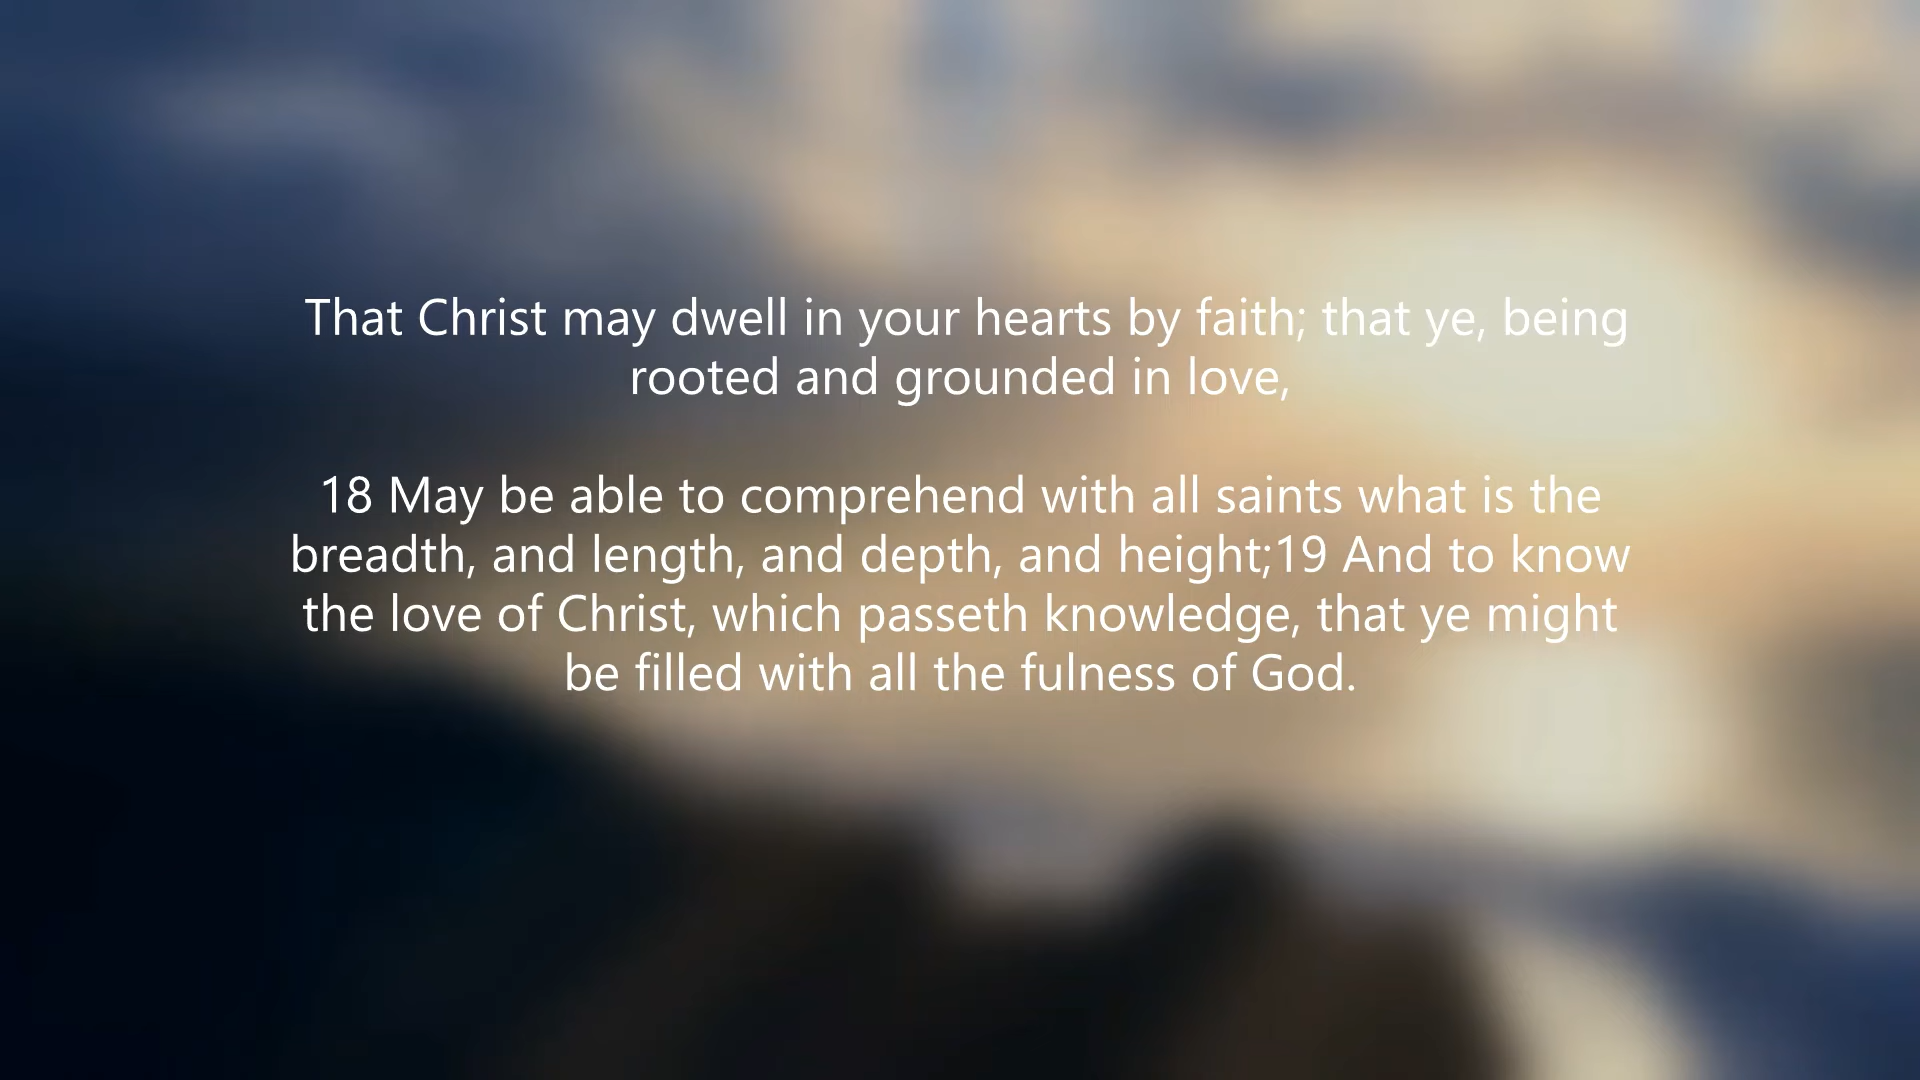 That Christ may dwell in your hearts by faith; that ye, being
rooted and grounded in love,
18 May be able to comprehend with all saints what is the
breadth, and length, and depth, and height;19 And to know
the love of Christ, which passeth knowledge, that ye might
be filled with all the fulness of God.